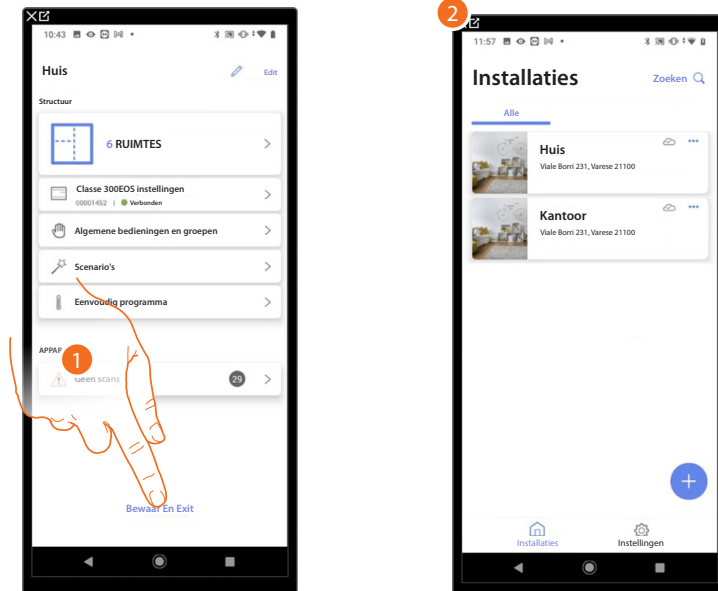 10:43
Huis
Edit
Structuur
6 RUIMTES
Classe 300EOS instellingen
00001452 | Verbonden
Algemene bedieningen en groepen
Scenario's
Eenvoudig programma
APPAR
1
Geen scans
29
Bewaar En Exit
2
11:57
Installaties
Zoeken
Alle
Huis
Viale Borri 231, Varese 21100
Kantoor
Viale Borri 231, Varese 21100
+
Installaties
Instellingen